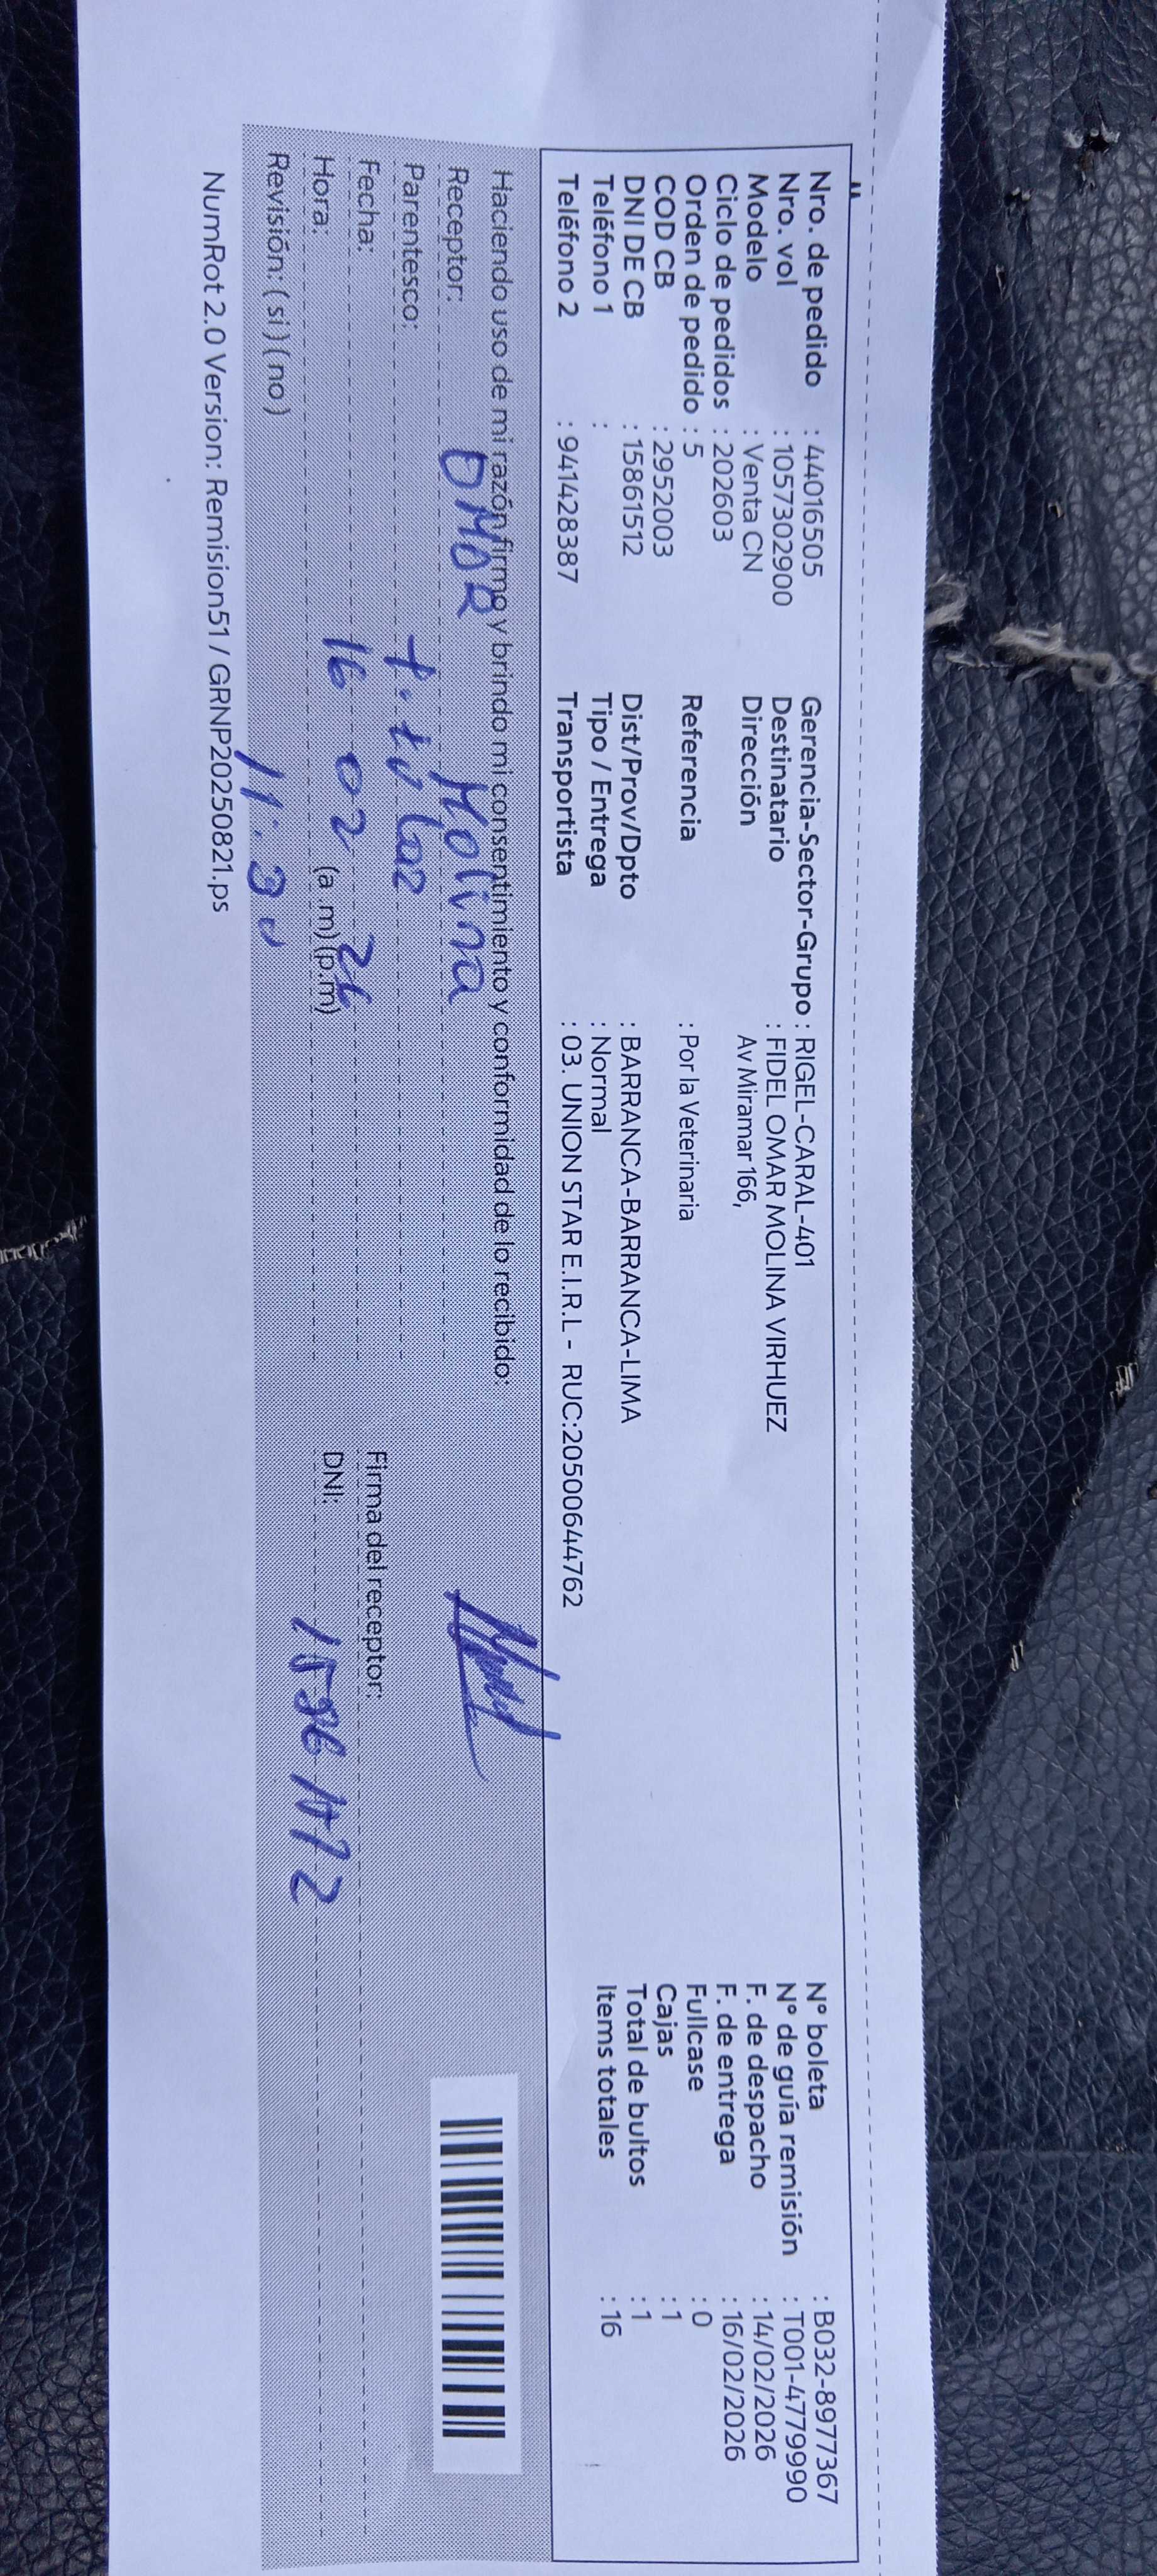 Nro. de pedido : 44016505
Nro. vol : 1057302900
Modelo : Venta CN
Ciclo de pedidos : 202603
Orden de pedido : 5
COD CB : 2952003
DNI DE CB : 15861512
Teléfono 1 :
Teléfono 2 : 941428387
Gerencia-Sector-Grupo : RIGEL-CARAL-401
Destinatario : FIDEL OMAR MOLINA VIRHUEZ
Dirección Av Miramar 166,
Referencia : Por la Veterinaria
Dist/Prov/Dpto : BARRANCA-BARRANCA-LIMA
Tipo / Entrega : Normal
Transportista : 03. UNION STAR E.I.R.L - RUC:20500644762
N° boleta : B032-8977367
N° de guía remisión : T001-4779990
F. de despacho : 14/02/2026
F. de entrega : 16/02/2026
Fullcase : 0
Cajas : 1
Total de bultos : 1
Items totales : 16
Haciendo uso de mi razón firmo y brindo mi consentimiento y conformidad de lo recibido:
Receptor: OMAR Molina
Parentesco:
Fecha: 16 02 26
Hora: (a m) (p.m)
11:30
Revisión: ( si ) ( no )
Firma del receptor:
DNI:
NumRot 2.0 Version: Remision51 / GRNP20250821.ps